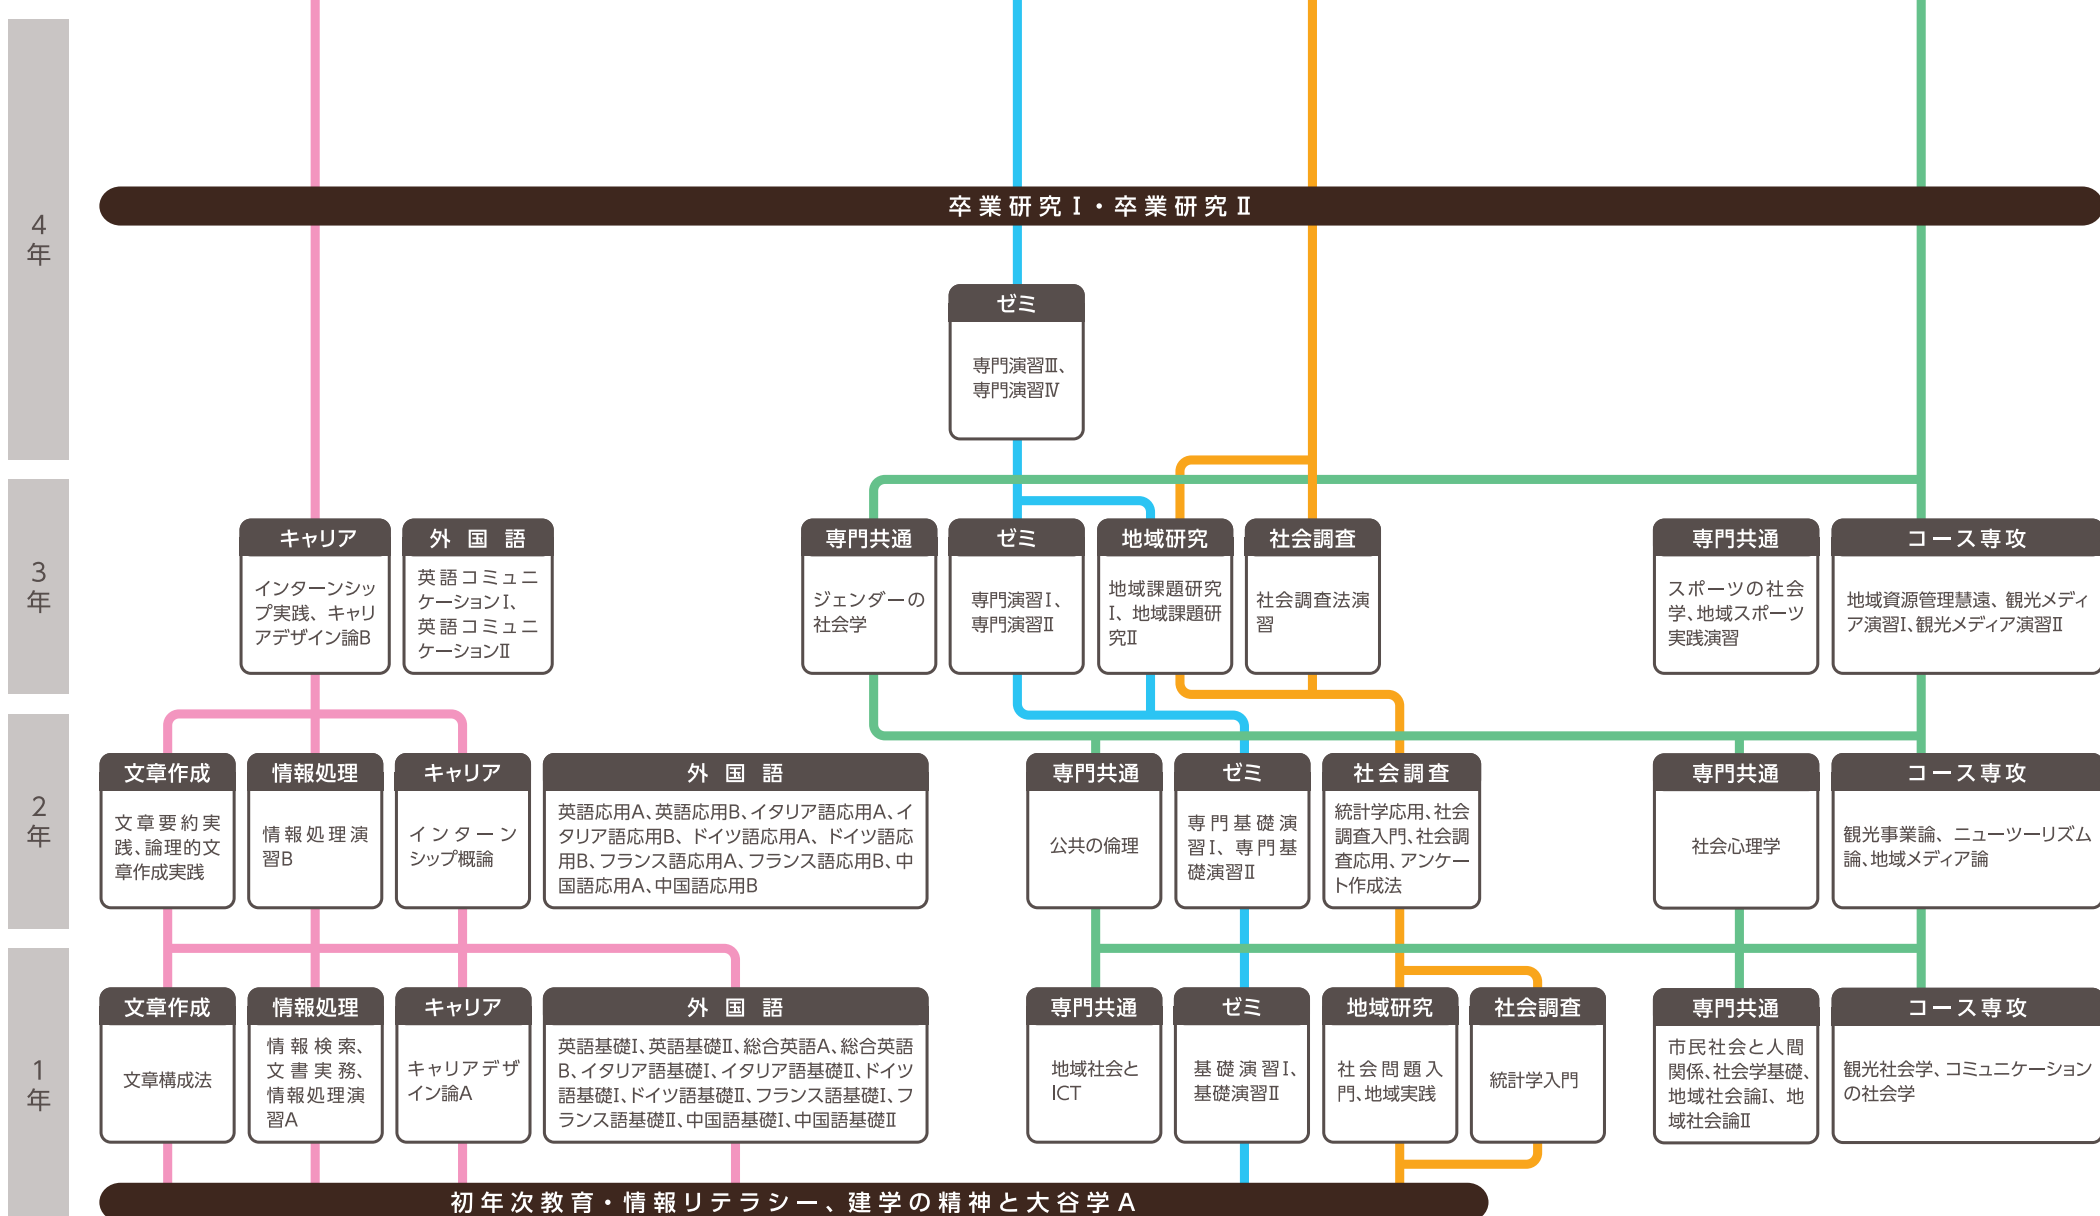 4
年
卒業研究Ⅰ・卒業研究Ⅱ
ゼミ
専門演習Ⅲ、
専門演習Ⅳ
3
年
キャリア
インターンシッ
プ実践、キャリ
アデザイン論B
外国語
英語コミュニ
ケーションⅠ、
英語コミュニ
ケーションⅡ
専門共通
ジェンダーの
社会学
ゼミ
専門演習Ⅰ、
専門演習Ⅱ
地域研究
地域課題研究
Ⅰ、地域課題研
究Ⅱ
社会調査
社会調査法演
習
専門共通
スポーツの社会
学、地域スポーツ
実践演習
コース専攻
地域資源管理慧遠、観光メディ
ア演習Ⅰ、観光メディア演習Ⅱ
2
年
文章作成
文章要約実
践、論理的文
章作成実践
情報処理
情報処理演
習B
キャリア
インターン
シップ概論
外国語
英語応用A、英語応用B、イタリア語応用A、イ
タリア語応用B、ドイツ語応用A、ドイツ語応
用B、フランス語応用A、フランス語応用B、中
国語応用A、中国語応用B
専門共通
公共の倫理
ゼミ
専門基礎演
習Ⅰ、専門基
礎演習Ⅱ
社会調査
統計学応用、社会
調査入門、社会調
査応用、アンケー
ト作成法
専門共通
社会心理学
コース専攻
観光事業論、ニューツーリズム
論、地域メディア論
1
年
文章作成
文章構成法
情報処理
情報検索、
文書実務、
情報処理演
習A
キャリア
キャリアデザ
イン論A
外国語
英語基礎Ⅰ、英語基礎Ⅱ、総合英語A、総合英語
B、イタリア語基礎Ⅰ、イタリア語基礎Ⅱ、ドイツ
語基礎Ⅰ、ドイツ語基礎Ⅱ、フランス語基礎Ⅰ、フ
ランス語基礎Ⅱ、中国語基礎Ⅰ、中国語基礎Ⅱ
専門共通
地域社会と
ICT
ゼミ
基礎演習Ⅰ、
基礎演習Ⅱ
地域研究
社会問題入
門、地域実践
社会調査
統計学入門
専門共通
市民社会と人間
関係、社会学基礎、
地域社会論Ⅰ、地
域社会論Ⅱ
コース専攻
観光社会学、コミュニケーション
の社会学
初年次教育・情報リテラシー、建学の精神と大谷学A